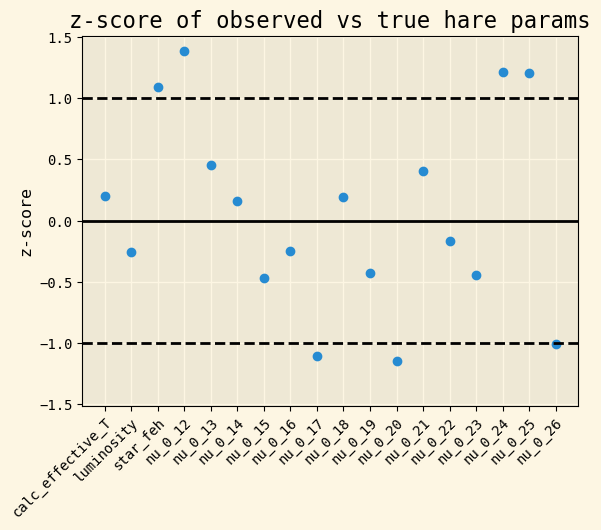 z-score of observed vs true hare params
z-score
1.5
1.0
0.5
0.0
−0.5
−1.0
−1.5
calc_effective_T
luminosity
star_feh
nu_0_12
nu_0_13
nu_0_14
nu_0_15
nu_0_16
nu_0_17
nu_0_18
nu_0_19
nu_0_20
nu_0_21
nu_0_22
nu_0_23
nu_0_24
nu_0_25
nu_0_26